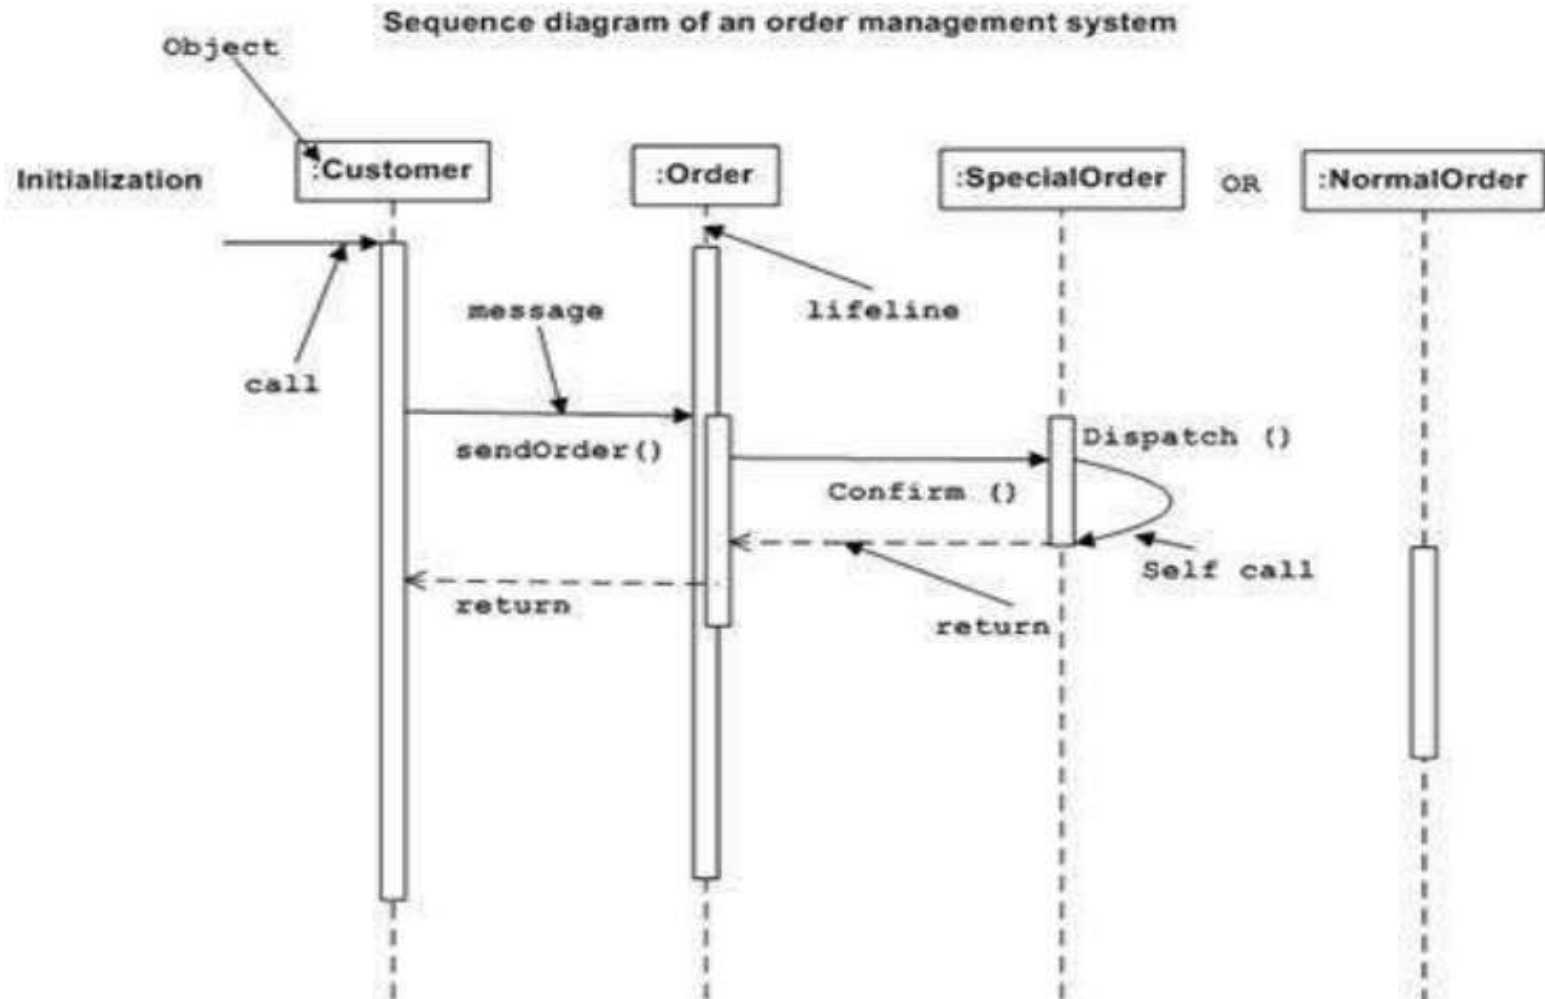 Sequence diagram of an order management system
Object
Initialization
:Customer
:Order
:SpecialOrder
OR
:NormalOrder
message
lifeline
call
sendOrder()
Dispatch ()
Confirm ()
Self call
return
return